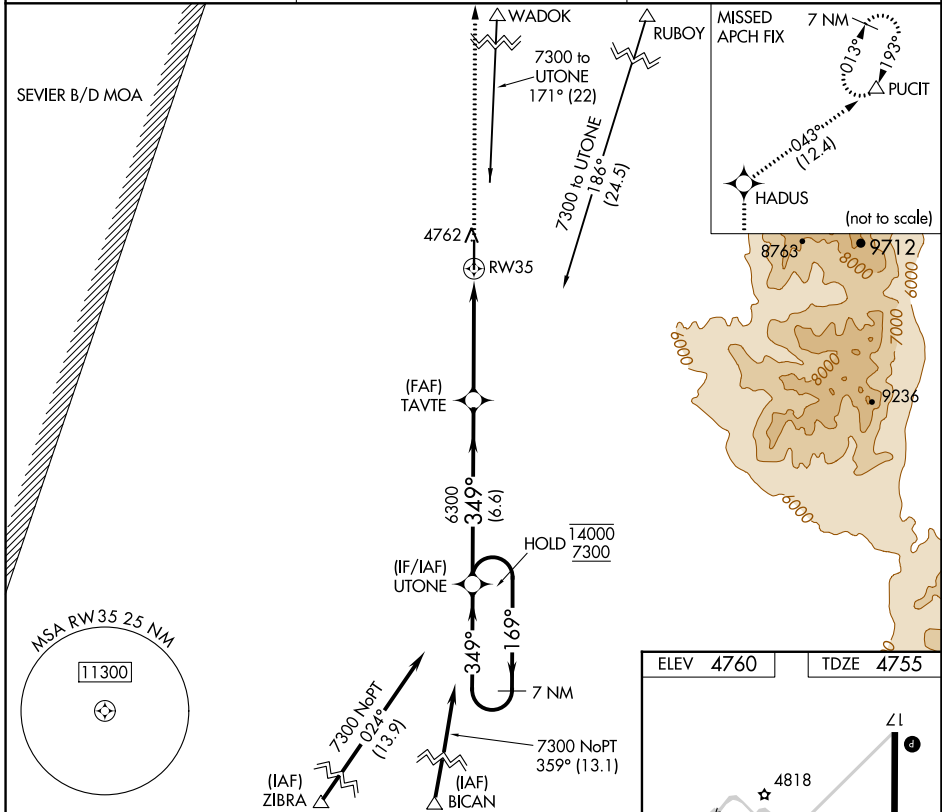 WADOK
RUBOY
7300 to
UTONE
171° (22)
7300 to UTONE
186°
(24.5)
MISSED
APCH FIX
7 NM
013°
193°
PUCIT
043°
(12.4)
HADUS
(not to scale)
SEVIER B/D MOA
4762
RW35
8763
9712
8000
6000
7000
6000
8000
9236
6000
(FAF)
TAVTE
6300
349°
(6.6)
HOLD 14000
7300
(IF/IAF)
UTONE
349°
169°
7 NM
MSA RW35 25 NM
11300
7300 NoPT
024°
(13.9)
7300 NoPT
359° (13.1)
(IAF)
ZIBRA
(IAF)
BICAN
ELEV 4760
TDZE 4755
17
P
4818